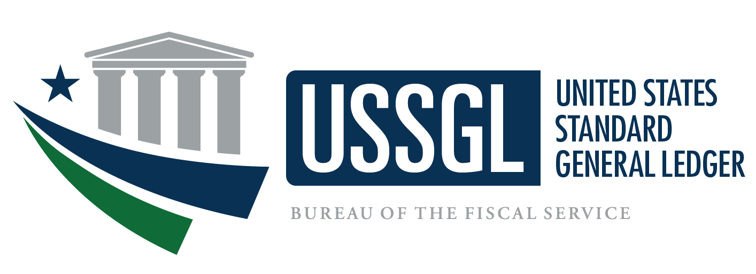 USSGL
UNITED STATES
STANDARD
GENERAL LEDGER
BUREAU OF THE FISCAL SERVICE